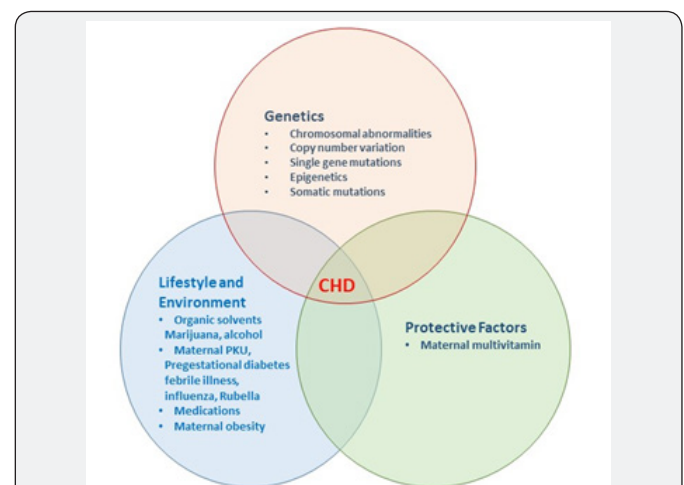 Genetics
• Chromosomal abnormalities
• Copy number variation
• Single gene mutations
• Epigenetics
• Somatic mutations
CHD
Lifestyle and
Environment
• Organic solvents
Marijuana, alcohol
• Maternal PKU,
Pregestational diabetes
febrile illness,
influenza, Rubella
• Medications
• Maternal obesity
Protective Factors
• Maternal multivitamin